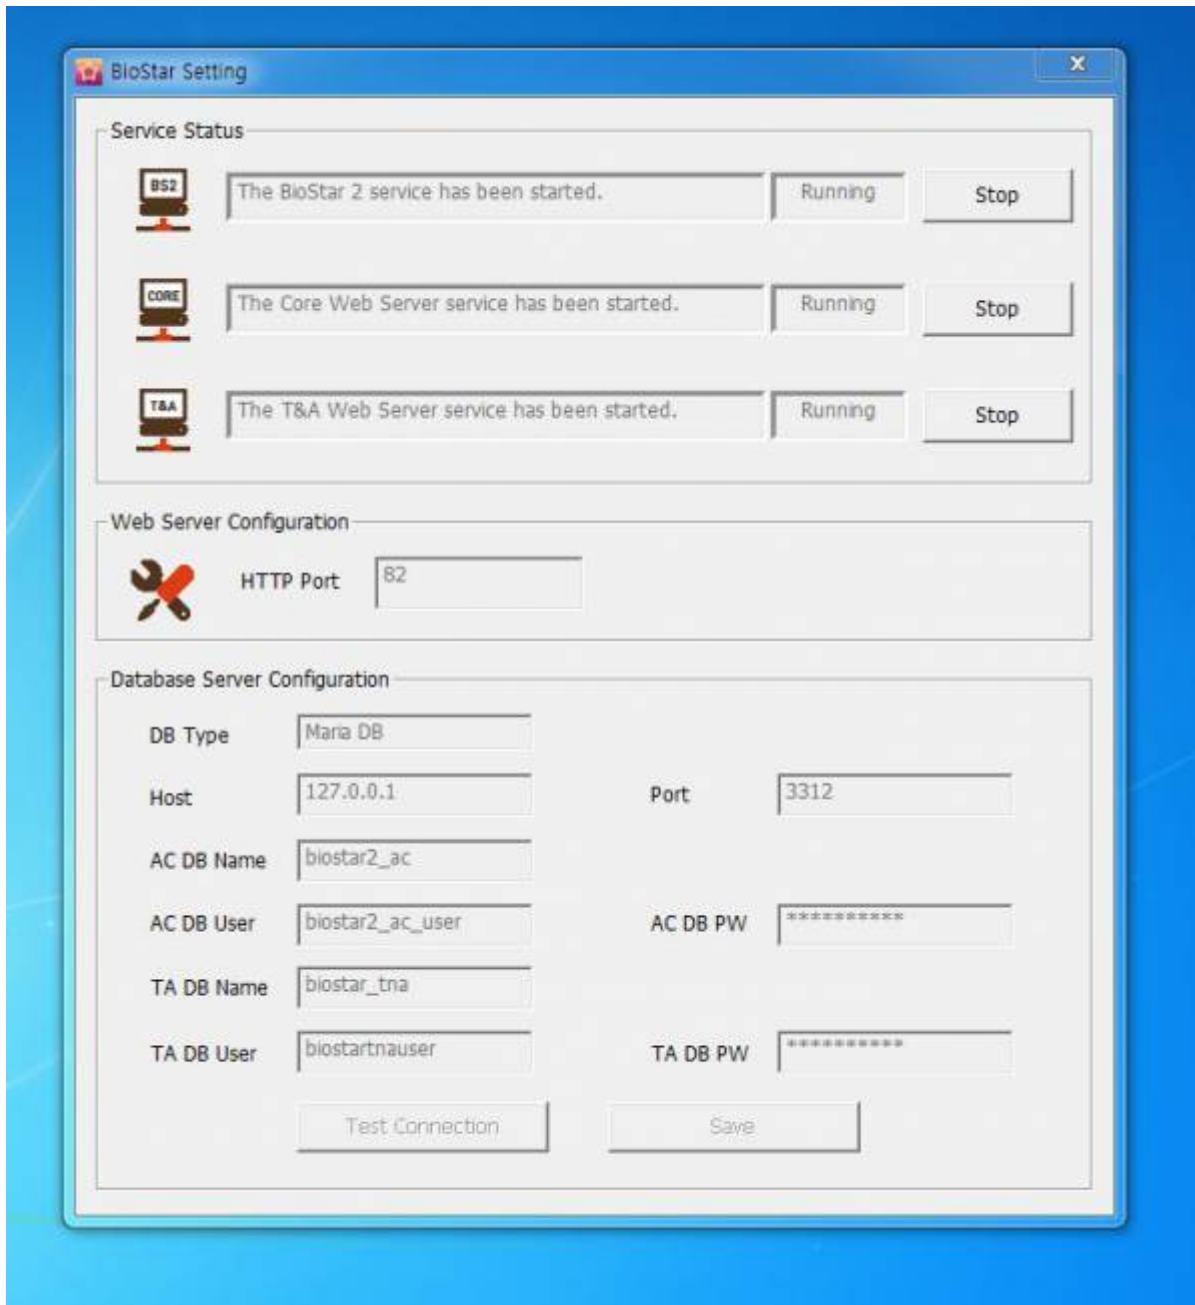 BioStar Setting
Service Status
BS2
The BioStar 2 service has been started. Running Stop
CORE
The Core Web Server service has been started. Running Stop
T&A
The T&A Web Server service has been started. Running Stop
Web Server Configuration
HTTP Port 82
Database Server Configuration
DB Type Maria DB
Host 127.0.0.1 Port 3312
AC DB Name biostar2_ac
AC DB User biostar2_ac_user AC DB PW **********
TA DB Name biostar_tna
TA DB User biostartnauser TA DB PW **********
Test Connection Save